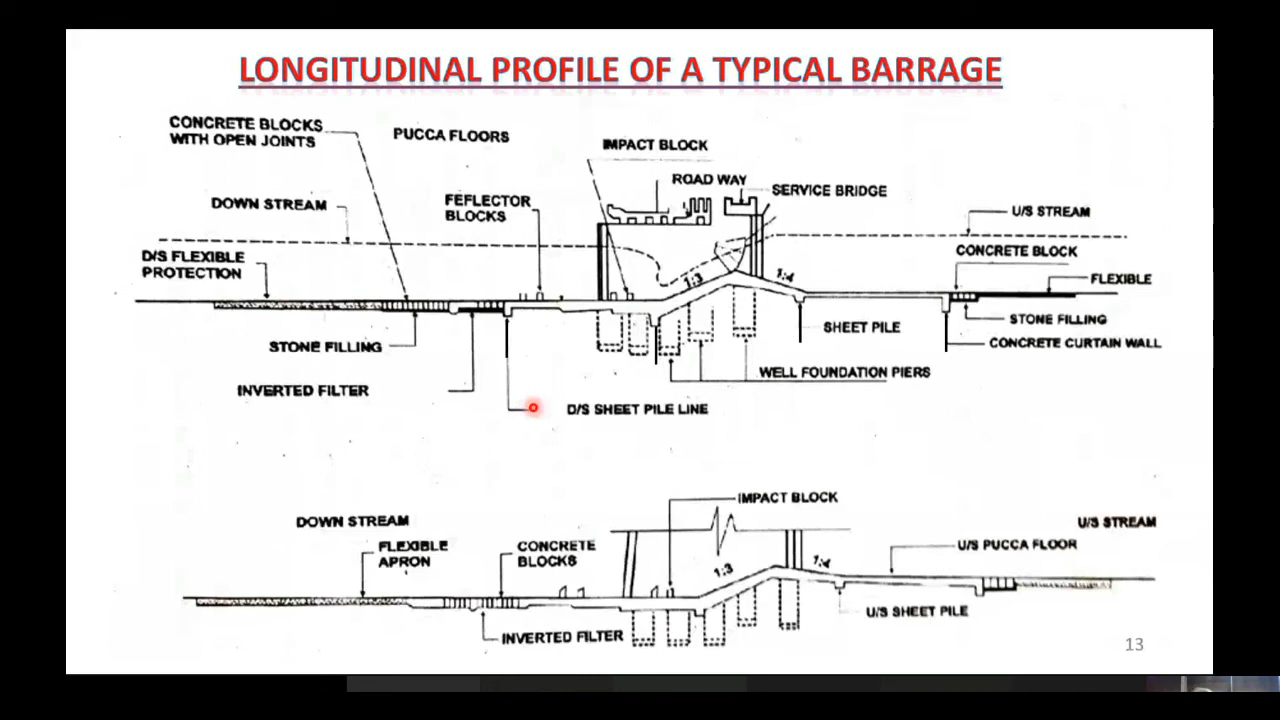 LONGITUDINAL PROFILE OF A TYPICAL BARRAGE
CONCRETE BLOCKS
WITH OPEN JOINTS
PUCCA FLOORS
IMPACT BLOCK
ROAD WAY
SERVICE BRIDGE
DOWN STREAM
FEFLECTOR
BLOCKS
U/S STREAM
D/S FLEXIBLE
PROTECTION
CONCRETE BLOCK
1:3
1:4
FLEXIBLE
STONE FILLING
SHEET PILE
STONE FILLING
CONCRETE CURTAIN WALL
INVERTED FILTER
WELL FOUNDATION PIERS
D/S SHEET PILE LINE
IMPACT BLOCK
DOWN STREAM
U/S STREAM
FLEXIBLE
APRON
CONCRETE
BLOCKS
1:3
1:4
U/S PUCCA FLOOR
U/S SHEET PILE
INVERTED FILTER
13